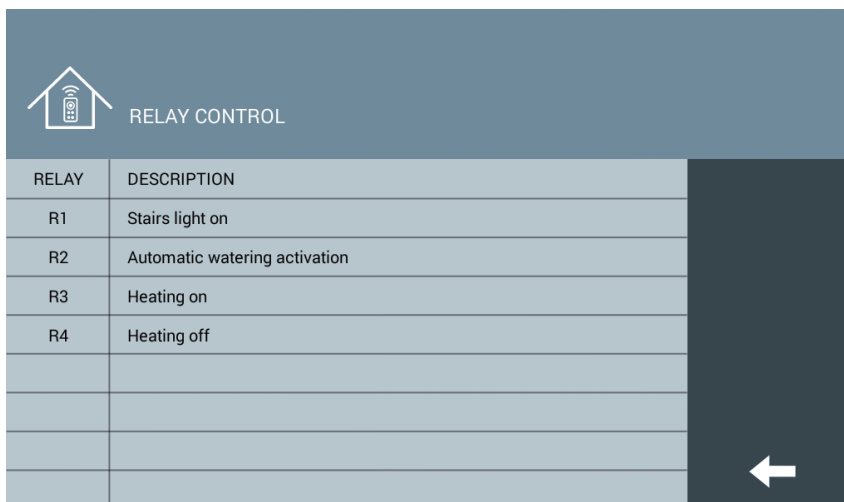 RELAY CONTROL
RELAY DESCRIPTION
R1 Stairs light on
R2 Automatic watering activation
R3 Heating on
R4 Heating off